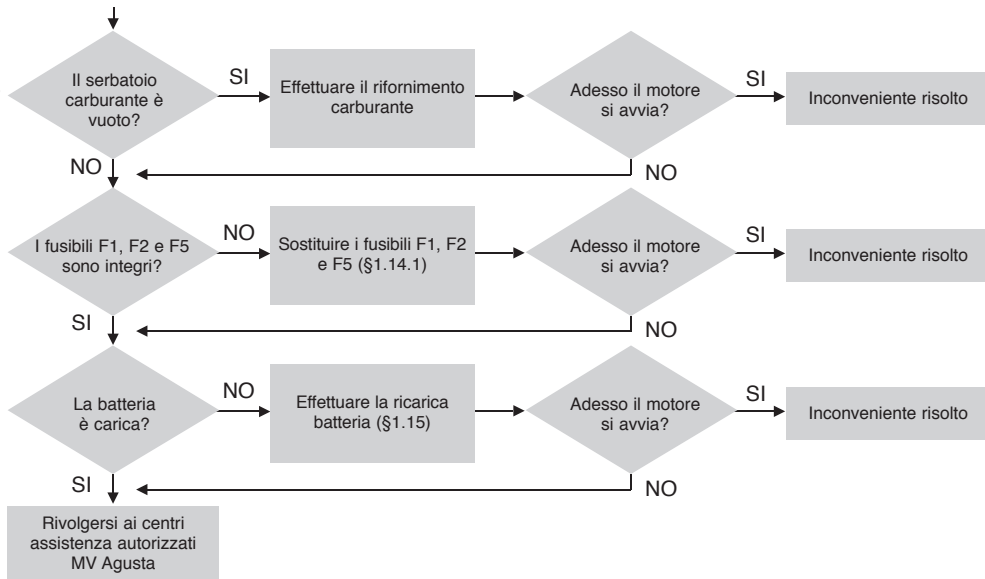 Il serbatoio
carburante è
vuoto?
SI
Effettuare il rifornimento
carburante
Adesso il motore
si avvia?
SI
Inconveniente risolto
NO
NO
I fusibili F1, F2 e F5
sono integri?
NO
Sostituire i fusibili F1, F2
e F5 (§1.14.1)
Adesso il motore
si avvia?
SI
Inconveniente risolto
SI
NO
La batteria
è carica?
NO
Effettuare la ricarica
batteria (§1.15)
Adesso il motore
si avvia?
SI
Inconveniente risolto
SI
NO
Rivolgersi ai centri
assistenza autorizzati
MV Agusta